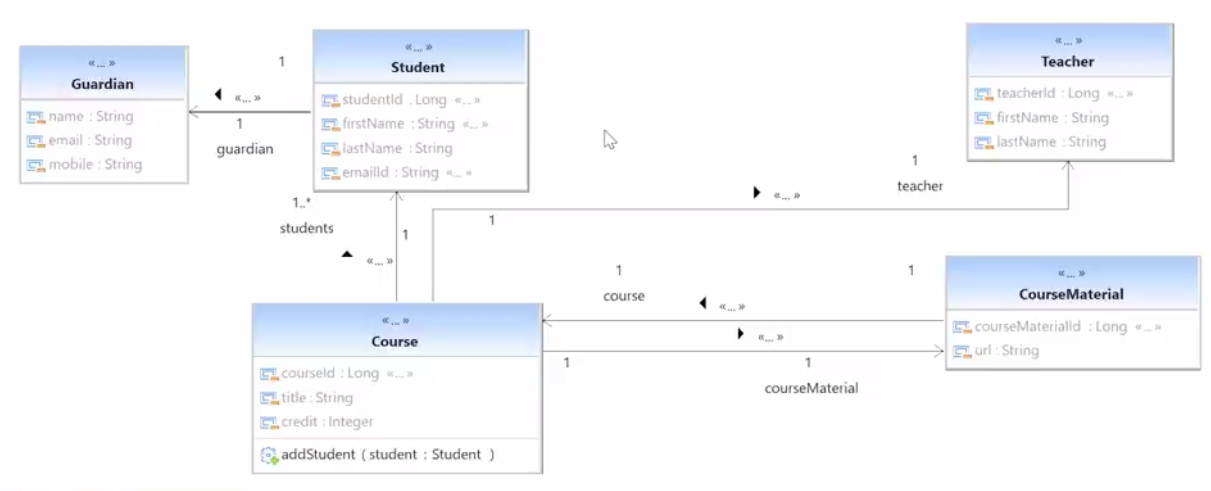 «... »
Guardian
name : String
email : String
mobile : String
1
«... »
1
guardian
«... »
Student
studentId : Long «... »
firstName : String «... »
lastName : String
emailId : String «... »
«... »
Teacher
teacherId : Long «... »
firstName : String
lastName : String
1
teacher
«... »
1
1..*
students
1
«... »
«... »
Course
courseId : Long «... »
title : String
credit : Integer
addStudent ( student : Student )
1
course
1
«... »
«... »
1
1
courseMaterial
«... »
CourseMaterial
courseMaterialId : Long «... »
url : String